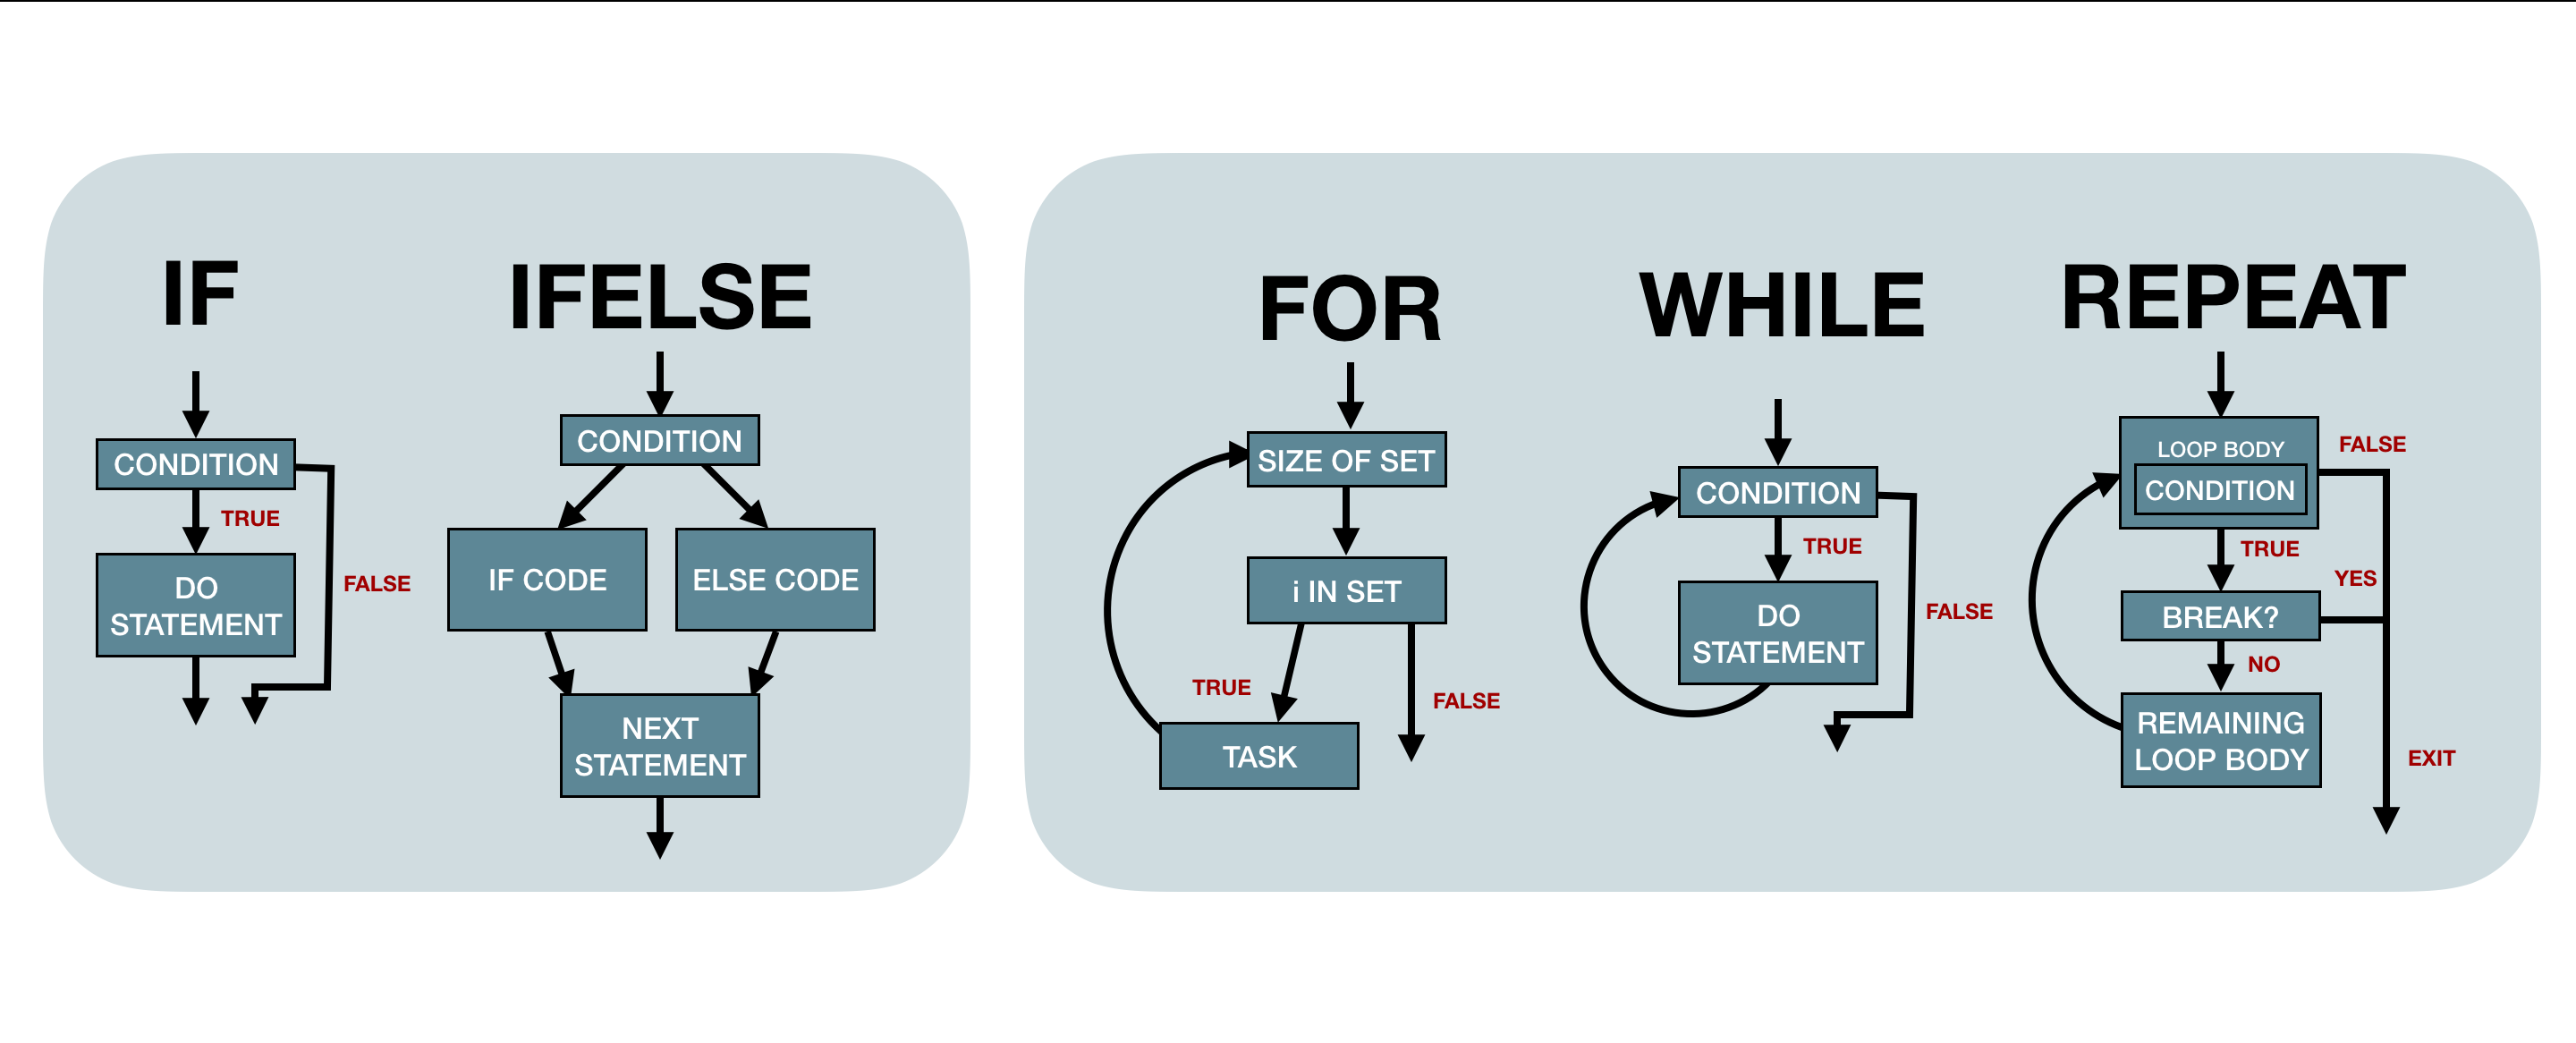 IF
CONDITION
TRUE
DO
STATEMENT
FALSE
IFELSE
CONDITION
IF CODE
ELSE CODE
NEXT
STATEMENT
FOR
SIZE OF SET
i IN SET
TRUE
FALSE
TASK
WHILE
CONDITION
TRUE
DO
STATEMENT
FALSE
REPEAT
LOOP BODY
CONDITION
FALSE
TRUE
YES
BREAK?
NO
REMAINING
LOOP BODY
EXIT